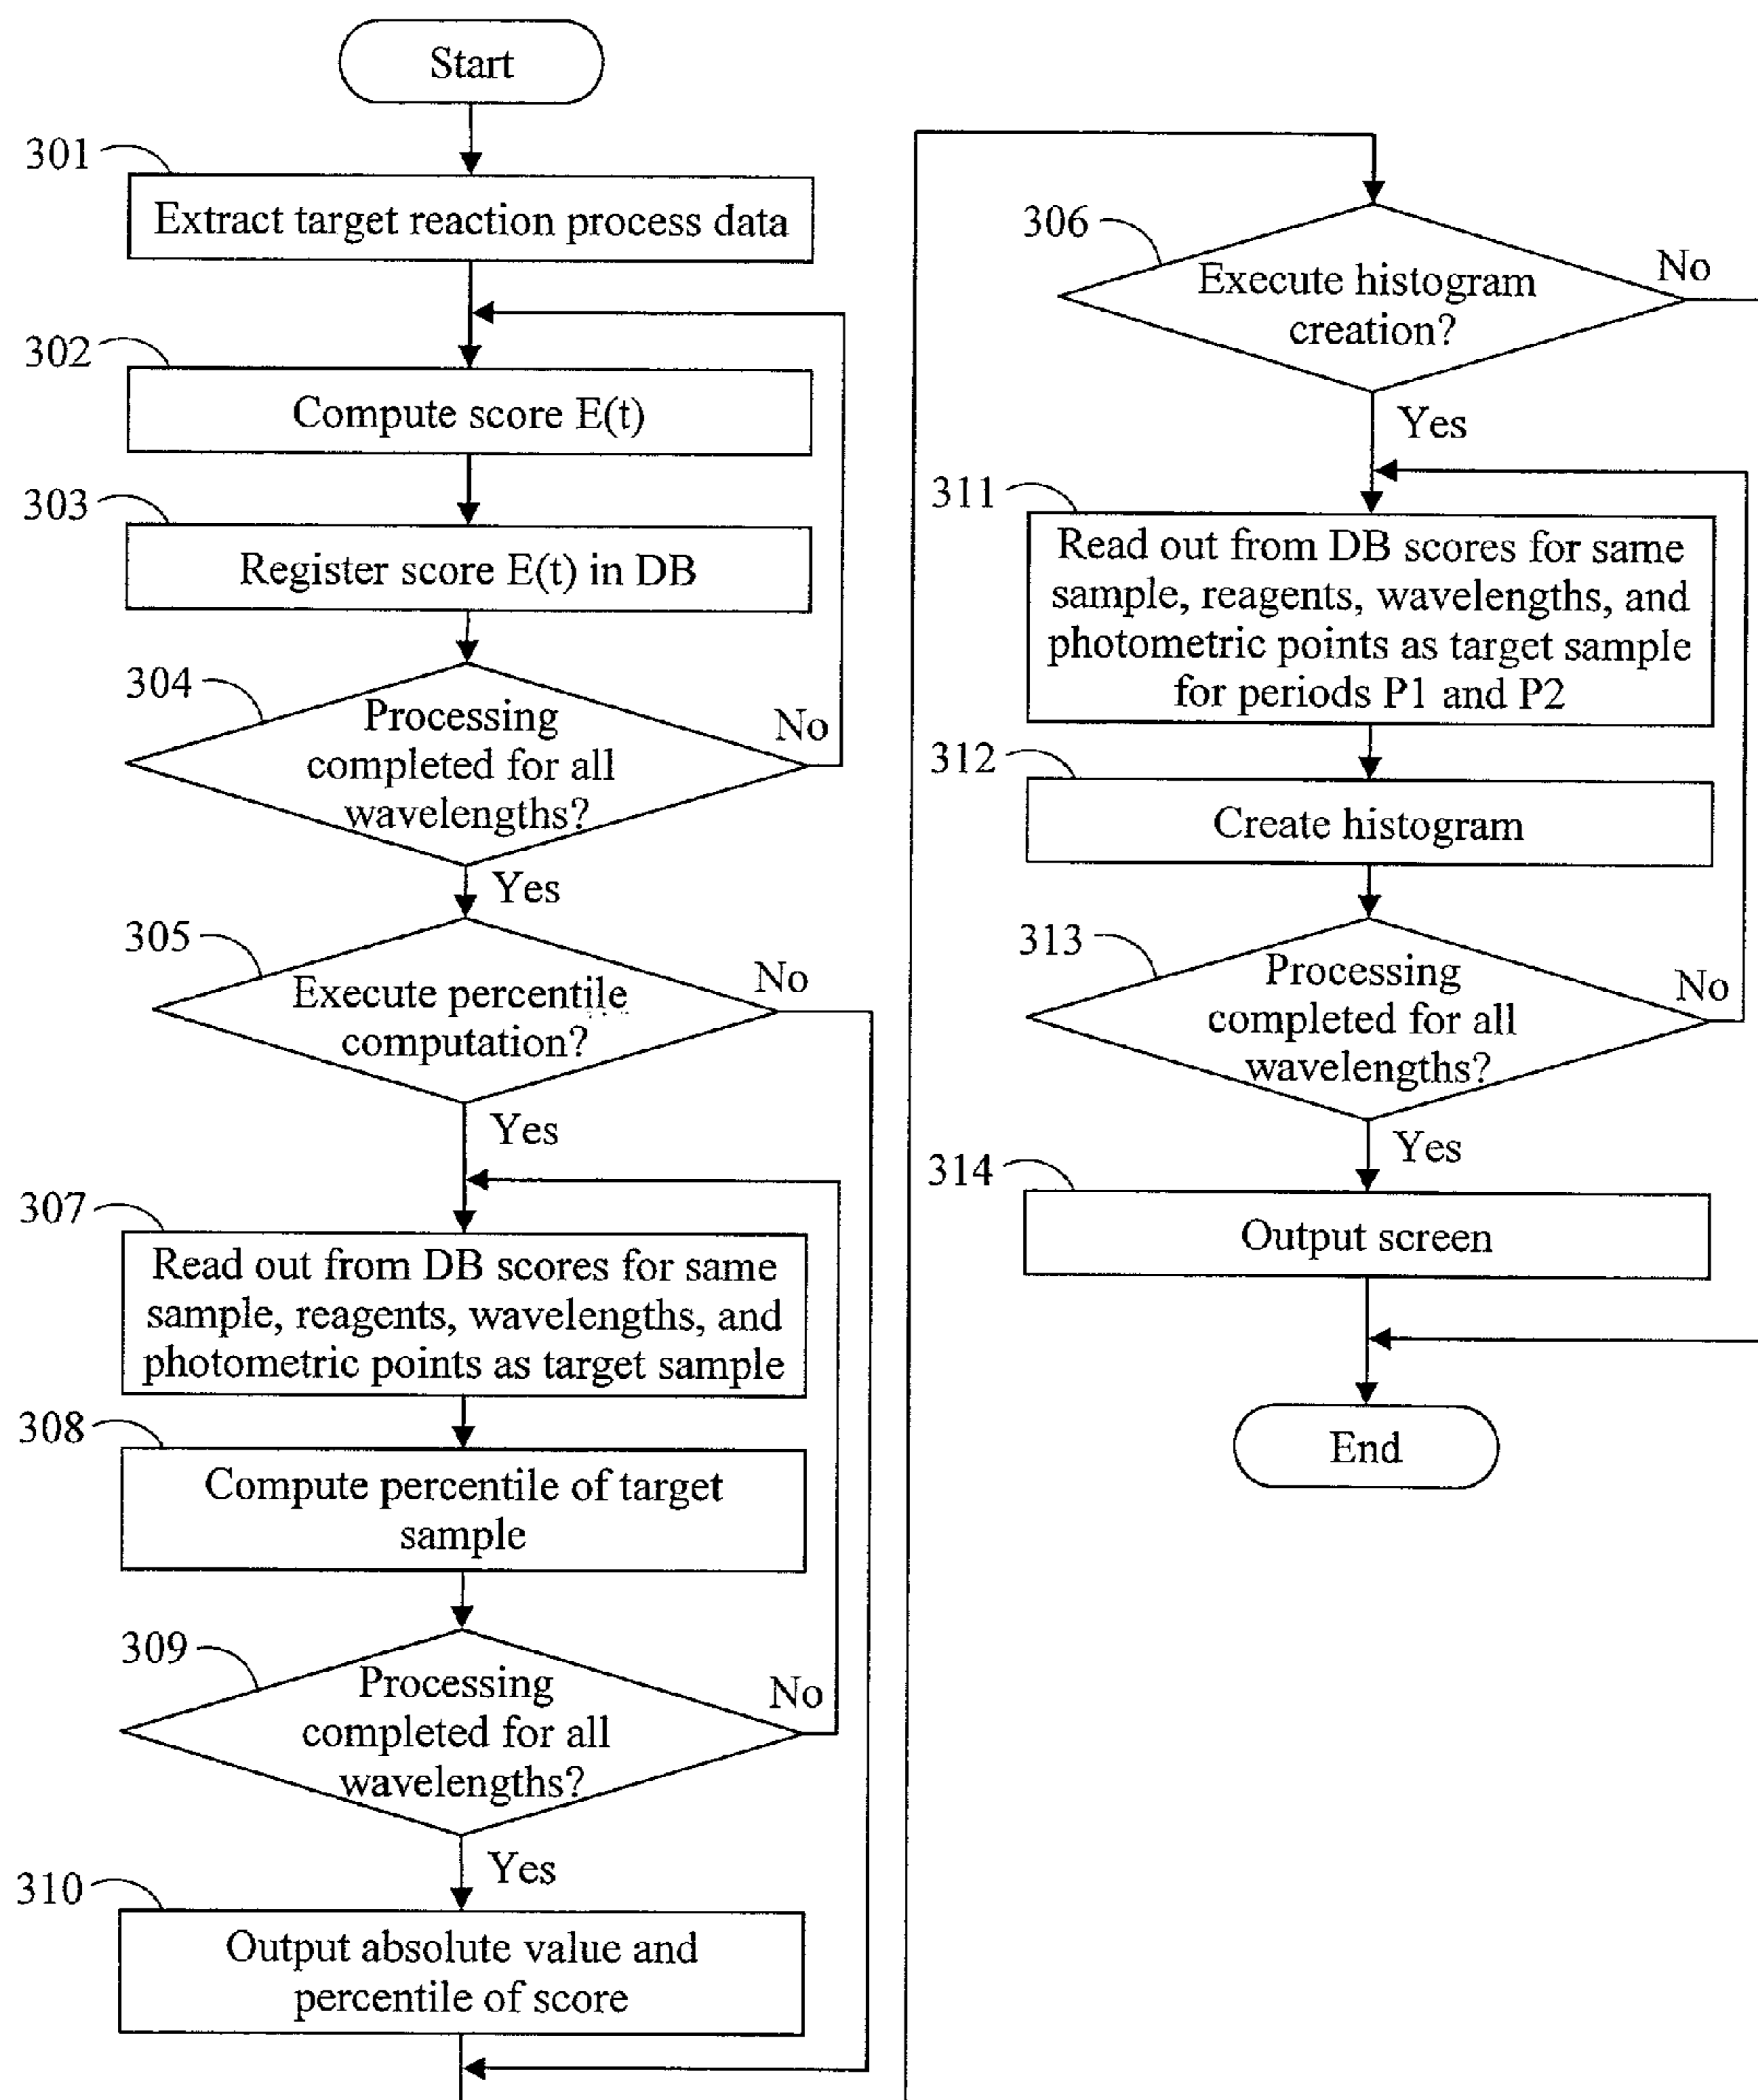 Start
301
Extract target reaction process data
302
Compute score E(t)
303
Register score E(t) in DB
304
Processing
completed for all
wavelengths?
No
Yes
305
Execute percentile
computation?
No
Yes
307
Read out from DB scores for same
sample, reagents, wavelengths, and
photometric points as target sample
308
Compute percentile of target
sample
309
Processing
completed for all
wavelengths?
No
Yes
310
Output absolute value and
percentile of score
306
Execute histogram
creation?
No
Yes
311
Read out from DB scores for same
sample, reagents, wavelengths, and
photometric points as target sample
for periods P1 and P2
312
Create histogram
313
Processing
completed for all
wavelengths?
No
Yes
314
Output screen
End